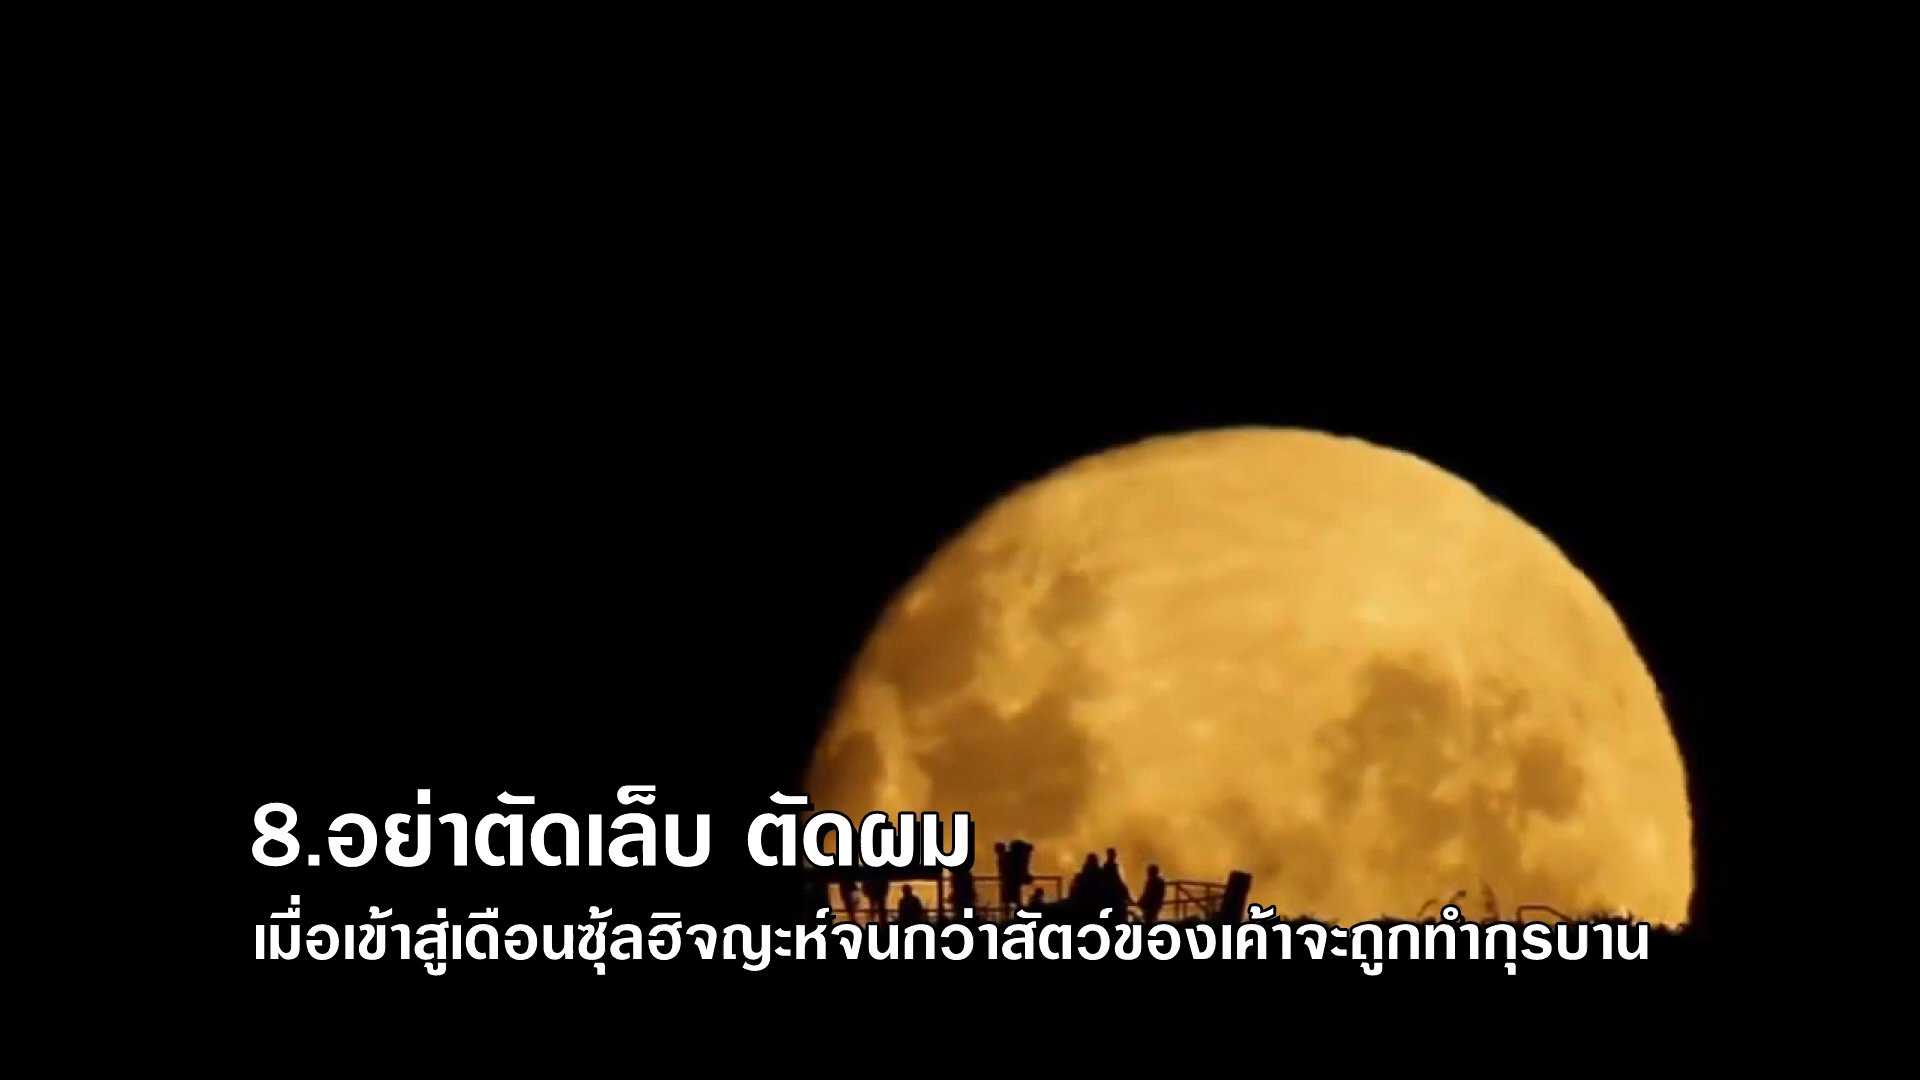 8.อย่าตัดเล็บ ตัดผม
เมื่อเข้าสู่เดือนซุ้ลฮิจญะห์จนกว่าสัตว์ของเค้าจะถูกทำกุรบาน